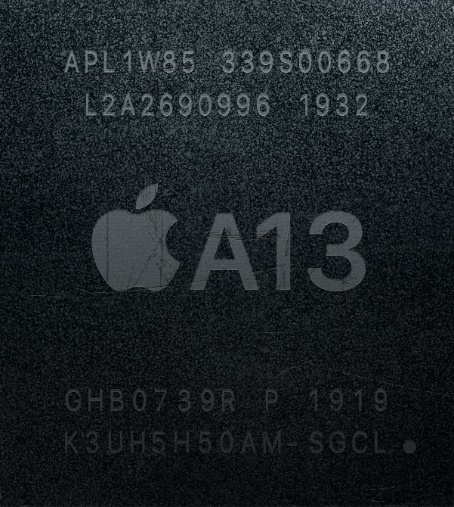 APL1W85 339S00668
L2A2690996 1932
A13
GHB0739R P 1919
K3UH5H50AM-SGCL